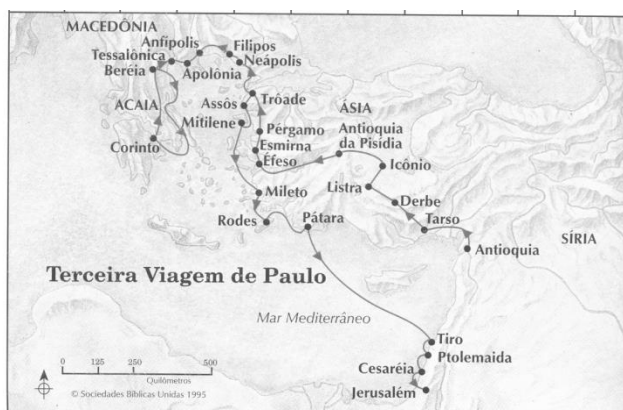 MACEDÔNIA
Anfípolis
Filipos
Tessalônica
Neápolis
Beréia
Apolônia
Trôade
ACAIA
Assôs
ÁSIA
Mitilene
Pérgamo
Antioquia
da Pisídia
Corinto
Esmirna
Éfeso
Icônio
Listra
Mileto
Derbe
Rodes
Pátara
Tarso
SÍRIA
Antioquia
Terceira Viagem de Paulo
Mar Mediterrâneo
Tiro
Ptolemaida
Cesaréia
Jerusalém
0 125 250 500
Quilômetros
© Sociedades Bíblicas Unidas 1995